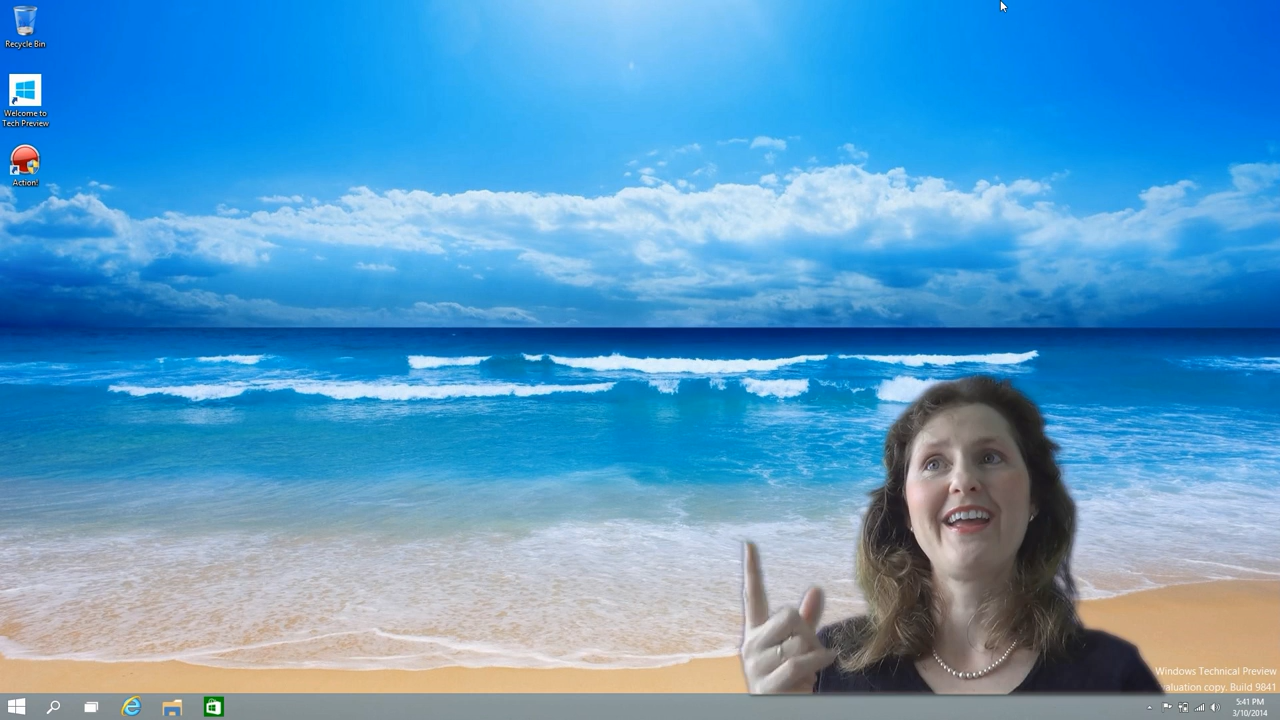 Recycle Bin
Welcome to
Tech Preview
Action!
Windows Technical Preview
aluation copy. Build 9841
5:41 PM
3/10/2014